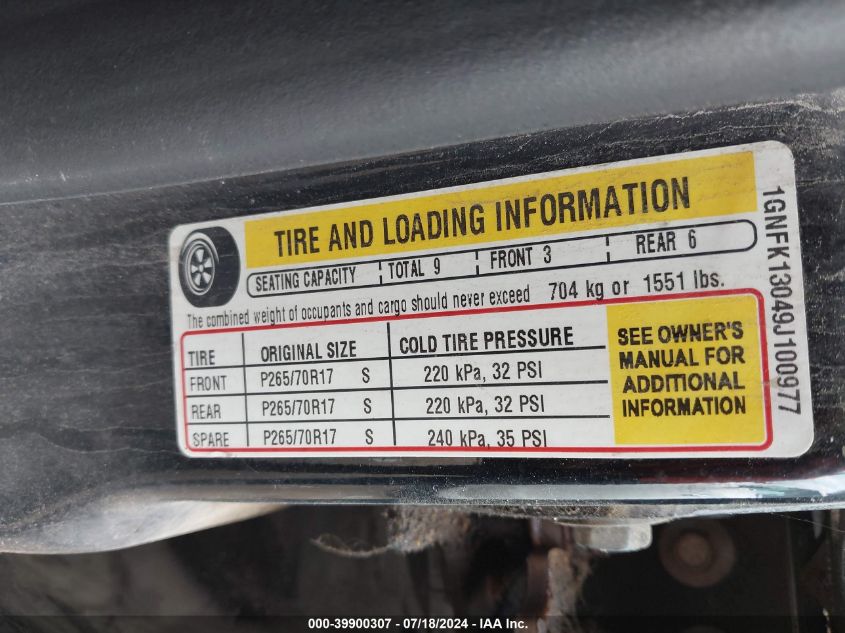 TIRE AND LOADING INFORMATION
SEATING CAPACITY TOTAL 9 FRONT 3 REAR 6
The combined weight of occupants and cargo should never exceed 704 kg or 1551 lbs.
TIRE ORIGINAL SIZE COLD TIRE PRESSURE
FRONT P265/70R17 S 220 kPa, 32 PSI
REAR P265/70R17 S 220 kPa, 32 PSI
SPARE P265/70R17 S 240 kPa, 35 PSI
SEE OWNER'S
MANUAL FOR
ADDITIONAL
INFORMATION
1GNFK13049J100977
000-39900307 / 07/18/2024 - IAA Inc.